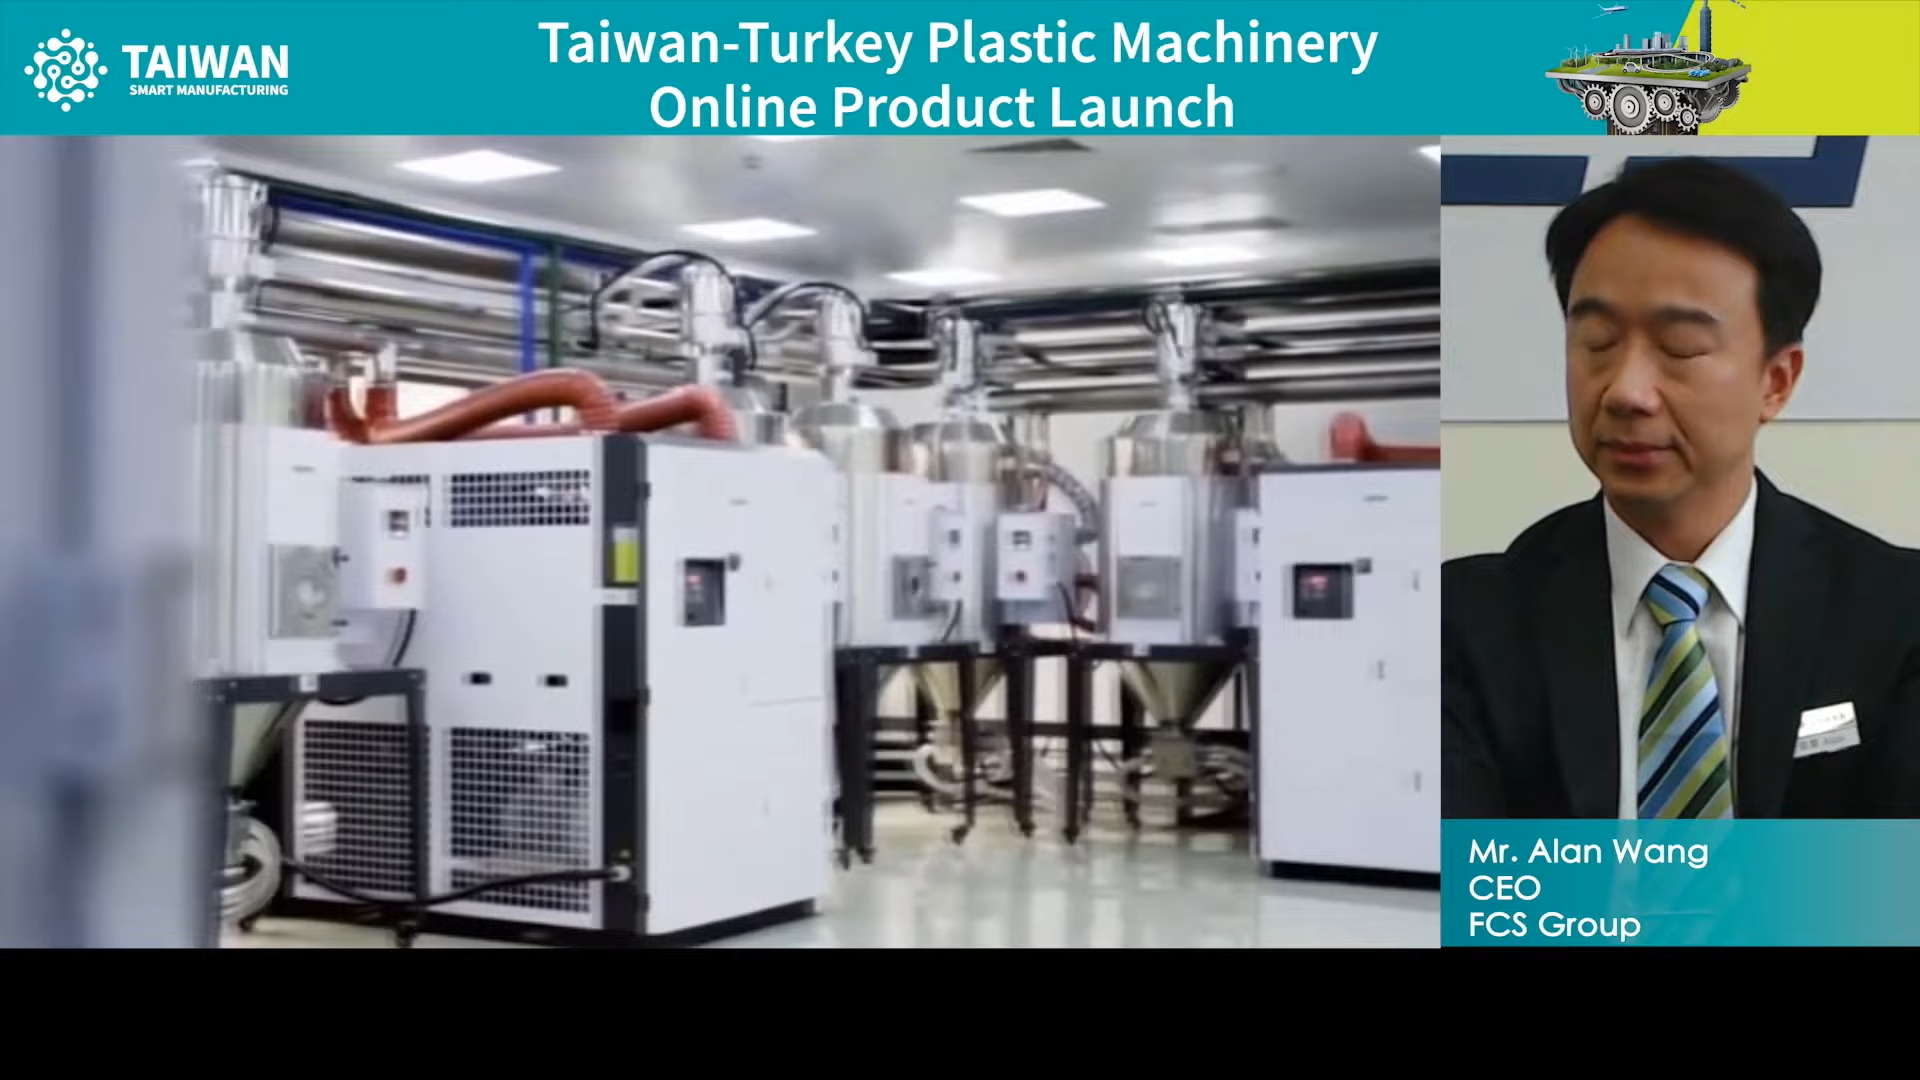 TAIWAN
SMART MANUFACTURING
Taiwan-Turkey Plastic Machinery
Online Product Launch
Mr. Alan Wang
CEO
FCS Group